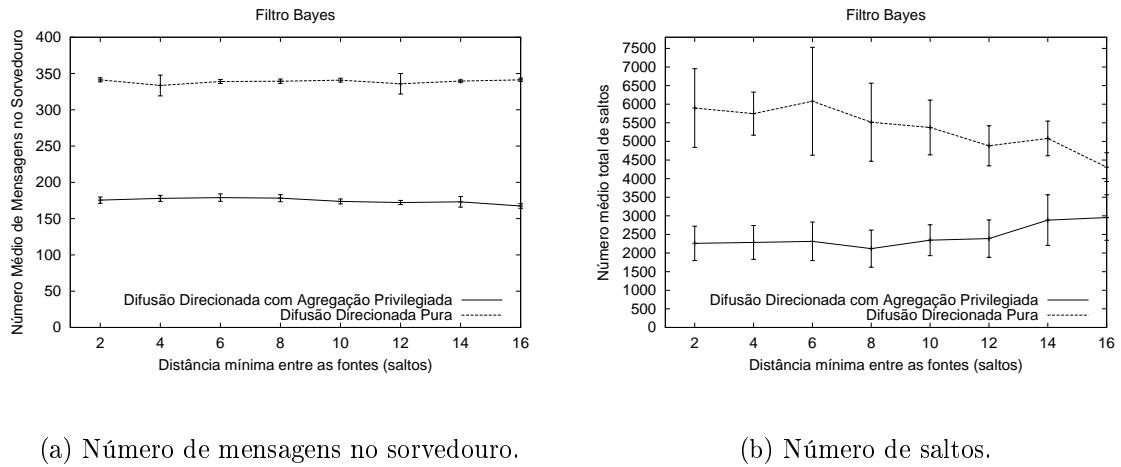 Filtro Bayes
Número Médio de Mensagens no Sorvedouro
400
350
300
250
200
150
100
50
0
Difusão Direcionada com Agregação Privilegiada
Difusão Direcionada Pura
2 4 6 8 10 12 14 16
Distância mínima entre as fontes (saltos)
(a) Número de mensagens no sorvedouro.
Filtro Bayes
Número médio total de saltos
7500
7000
6500
6000
5500
5000
4500
4000
3500
3000
2500
2000
1500
1000
500
0
Difusão Direcionada com Agregação Privilegiada
Difusão Direcionada Pura
2 4 6 8 10 12 14 16
Distância mínima entre as fontes (saltos)
(b) Número de saltos.